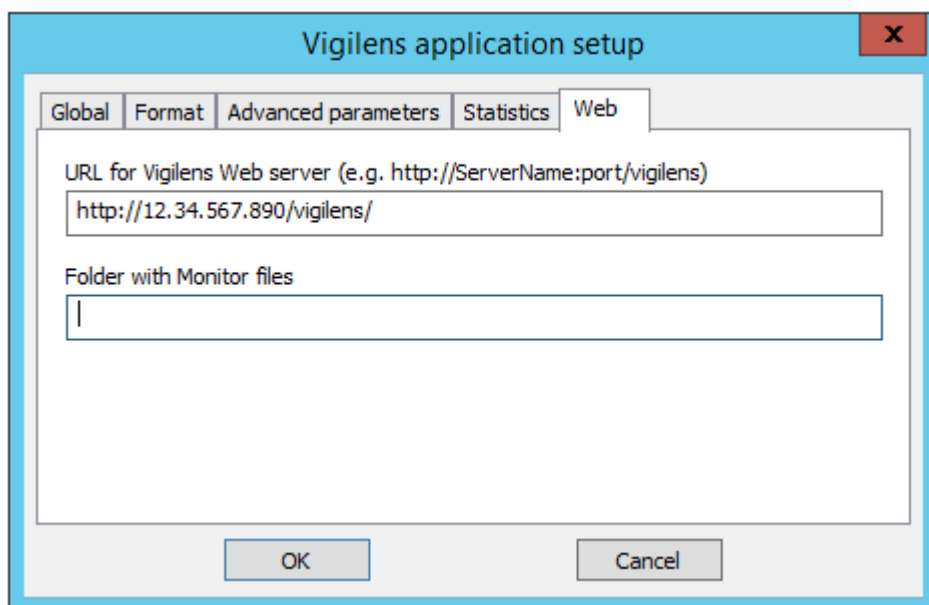 Vigilens application setup
x
Global Format Advanced parameters Statistics Web
URL for Vigilens Web server (e.g. http://ServerName:port/vigilens)
http://12.34.567.890/vigilens/
Folder with Monitor files
OK Cancel